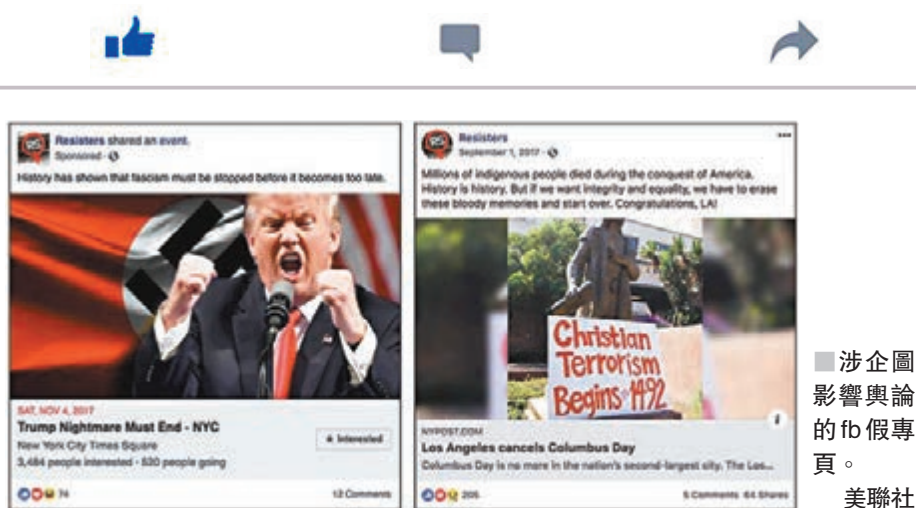 Resisters shared an event.
Sponsored
History has shown that fascism must be stopped before it becomes too late.
SAT, NOV 4, 2017
Trump Nightmare Must End - NYC
New York City Times Square
3,484 people interested · 520 people going
Interested
74
12 Comments
Resisters
September 1, 2017
Millions of indigenous people died during the conquest of America.
History is history. But if we want integrity and equality, we have to erase
these bloody memories and start over. Congratulations, LA!
Christian
Terrorism
Begins 1492
NYPOST.COM
Los Angeles cancels Columbus Day
Columbus Day is no more in the nation's second-largest city. The Los...
205
5 Comments 64 Shares
■涉企圖
影響輿論
的fb假專
頁。
美聯社